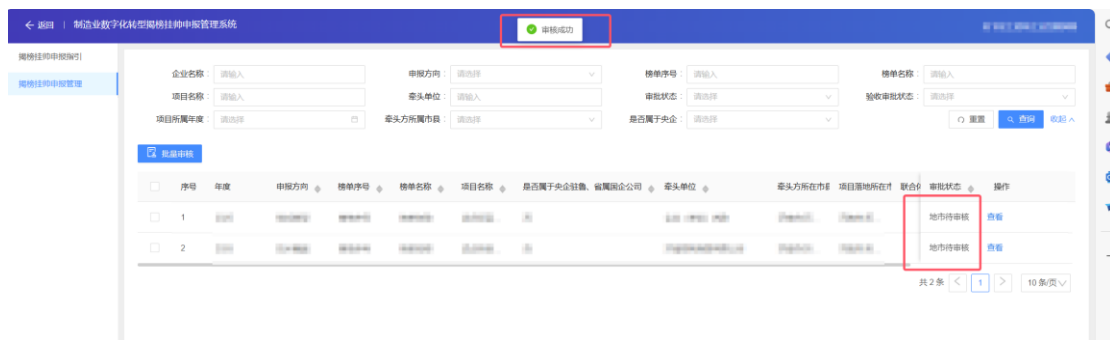 ← 返回 | 制造业数字化转型揭榜挂帅申报管理系统
审核成功
揭榜挂帅申报指引
揭榜挂帅申报管理
企业名称： 请输入 申报方向： 请选择 榜单序号： 请输入 榜单名称： 请输入
项目名称： 请输入 牵头单位： 请输入 审批状态： 请选择 验收审批状态： 请选择
项目所属年度： 请选择 牵头方所属市县： 请选择 是否属于央企： 请选择 重置 查询 收起
批量审核
序号 年度 申报方向 榜单序号 榜单名称 项目名称 是否属于央企驻鲁、省属国企公司 牵头单位 牵头方所在市 项目落地所在市 联合 审批状态 操作
1 地市待审核 查看
2 地市待审核 查看
共 2 条 < 1 > 10 条/页